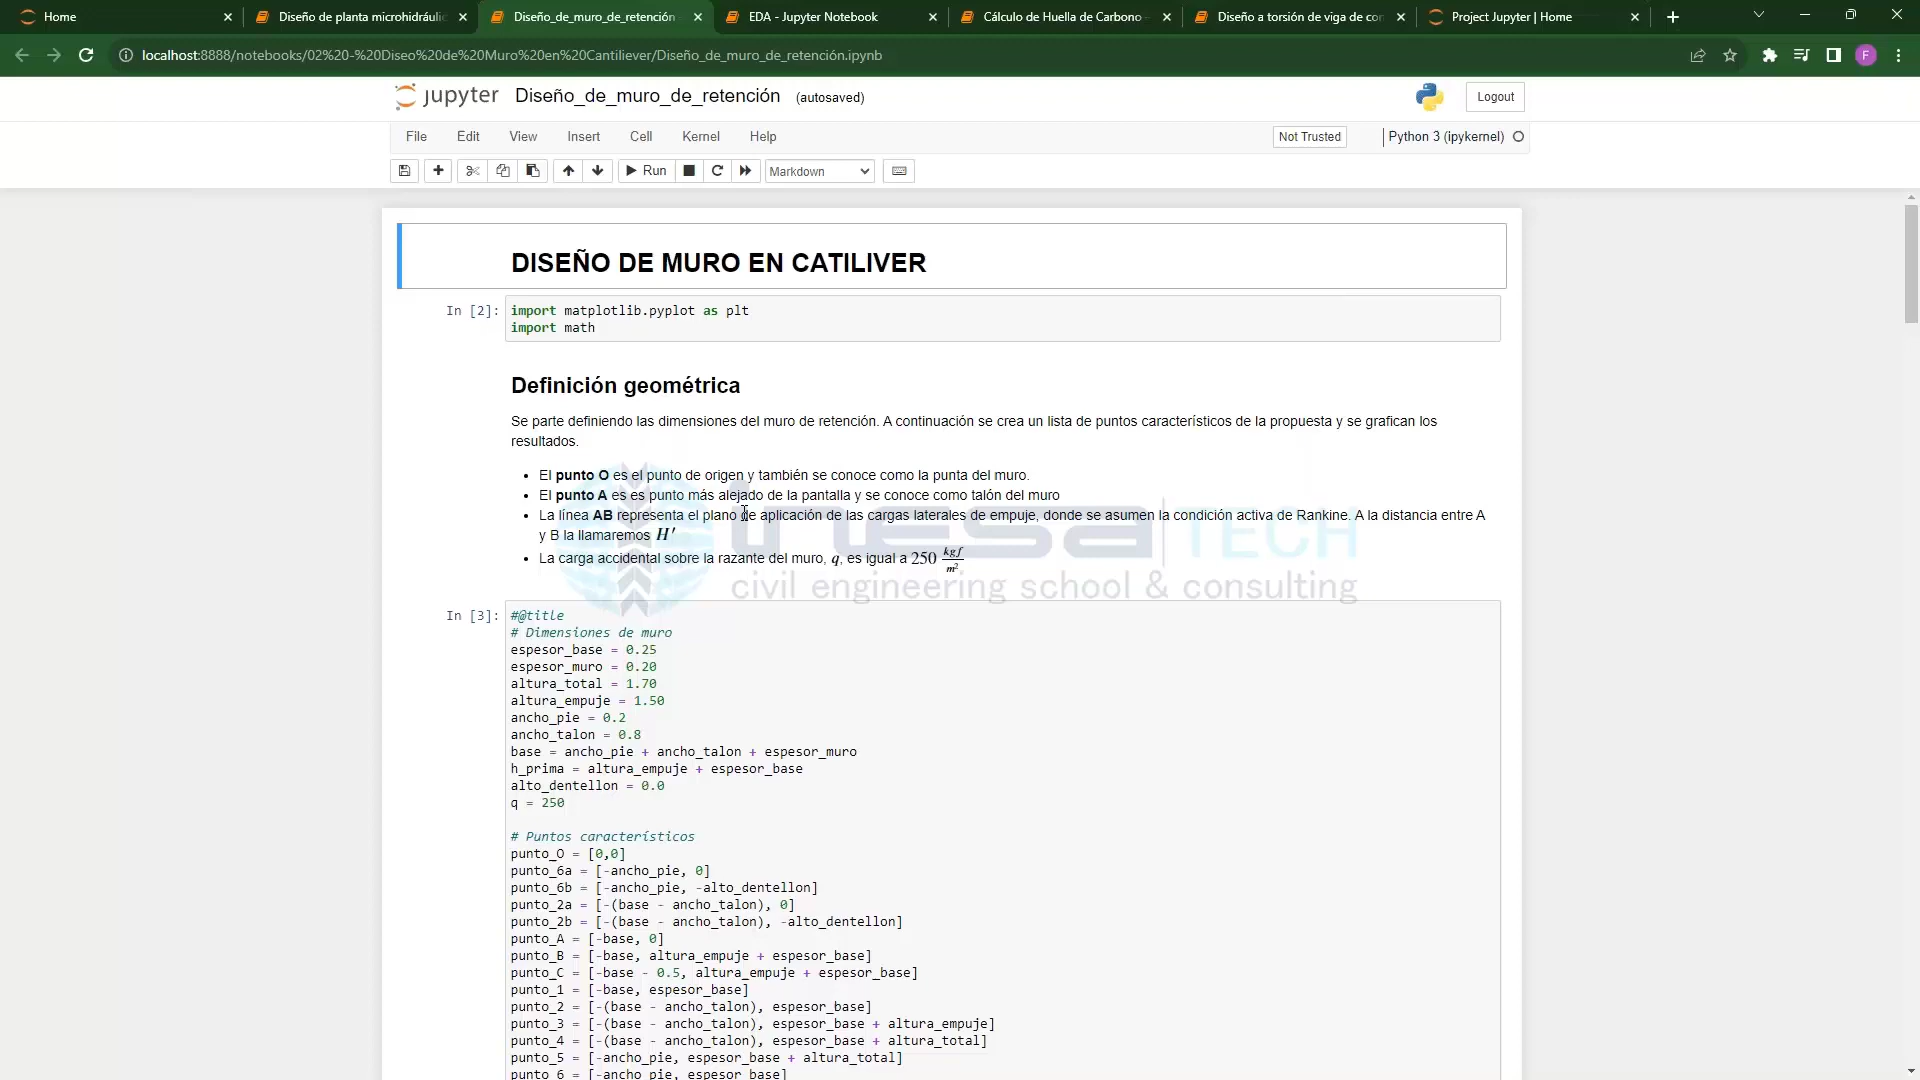 Home
Diseño de planta microhidráulic
Diseño_de_muro_de_retención
EDA - Jupyter Notebook
Cálculo de Huella de Carbono
Diseño a torsión de viga de con
Project Jupyter | Home
localhost:8888/notebooks/02%20-%20Diseo%20de%20Muro%20en%20Cantiliever/Diseño_de_muro_de_retención.ipynb
F
jupyter Diseño_de_muro_de_retención (autosaved)
Logout
File Edit View Insert Cell Kernel Help
Not Trusted
Python 3 (ipykernel)
Run
Markdown
DISEÑO DE MURO EN CATILIVER
In [2]: import matplotlib.pyplot as plt
import math
Definición geométrica
Se parte definiendo las dimensiones del muro de retención. A continuación se crea un lista de puntos característicos de la propuesta y se grafican los
resultados.
• El punto O es el punto de origen y también se conoce como la punta del muro.
• El punto A es es punto más alejado de la pantalla y se conoce como talón del muro
• La línea AB representa el plano de aplicación de las cargas laterales de empuje, donde se asumen la condición activa de Rankine. A la distancia entre A
y B la llamaremos H′
• La carga accidental sobre la razante del muro, q, es igual a 250 kgf/m²
inesa TECH
civil engineering school & consulting
In [3]: #@title
# Dimensiones de muro
espesor_base = 0.25
espesor_muro = 0.20
altura_total = 1.70
altura_empuje = 1.50
ancho_pie = 0.2
ancho_talon = 0.8
base = ancho_pie + ancho_talon + espesor_muro
h_prima = altura_empuje + espesor_base
alto_dentellon = 0.0
q = 250
# Puntos característicos
punto_O = [0,0]
punto_6a = [-ancho_pie, 0]
punto_6b = [-ancho_pie, -alto_dentellon]
punto_2a = [-(base - ancho_talon), 0]
punto_2b = [-(base - ancho_talon), -alto_dentellon]
punto_A = [-base, 0]
punto_B = [-base, altura_empuje + espesor_base]
punto_C = [-base - 0.5, altura_empuje + espesor_base]
punto_1 = [-base, espesor_base]
punto_2 = [-(base - ancho_talon), espesor_base]
punto_3 = [-(base - ancho_talon), espesor_base + altura_empuje]
punto_4 = [-(base - ancho_talon), espesor_base + altura_total]
punto_5 = [-ancho_pie, espesor_base + altura_total]
punto_6 = [-ancho_pie, espesor_base]